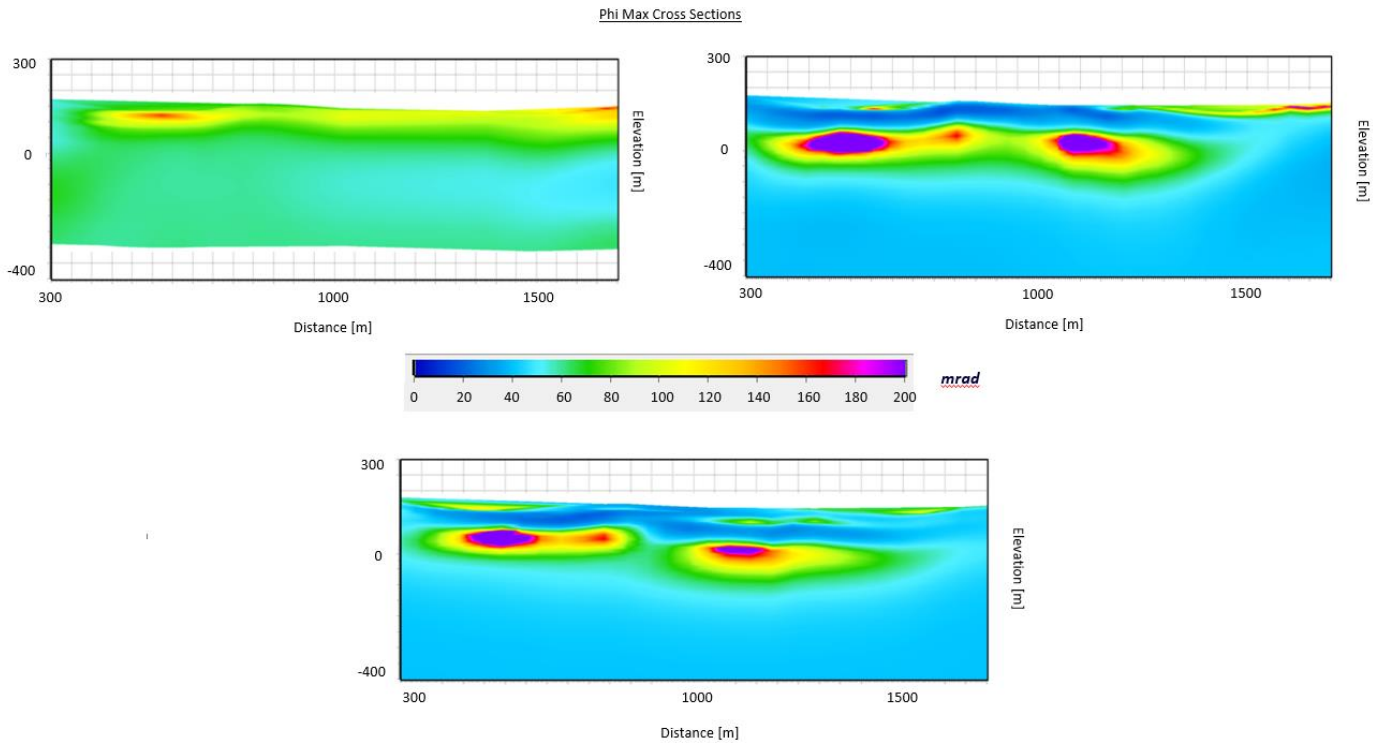 Phi Max Cross Sections
300
0
-400
300 1000 1500
Distance [m]
Elevation [m]
300
0
-400
300 1000 1500
Distance [m]
Elevation [m]
0 20 40 60 80 100 120 140 160 180 200
mrad
300
0
-400
300 1000 1500
Distance [m]
Elevation [m]